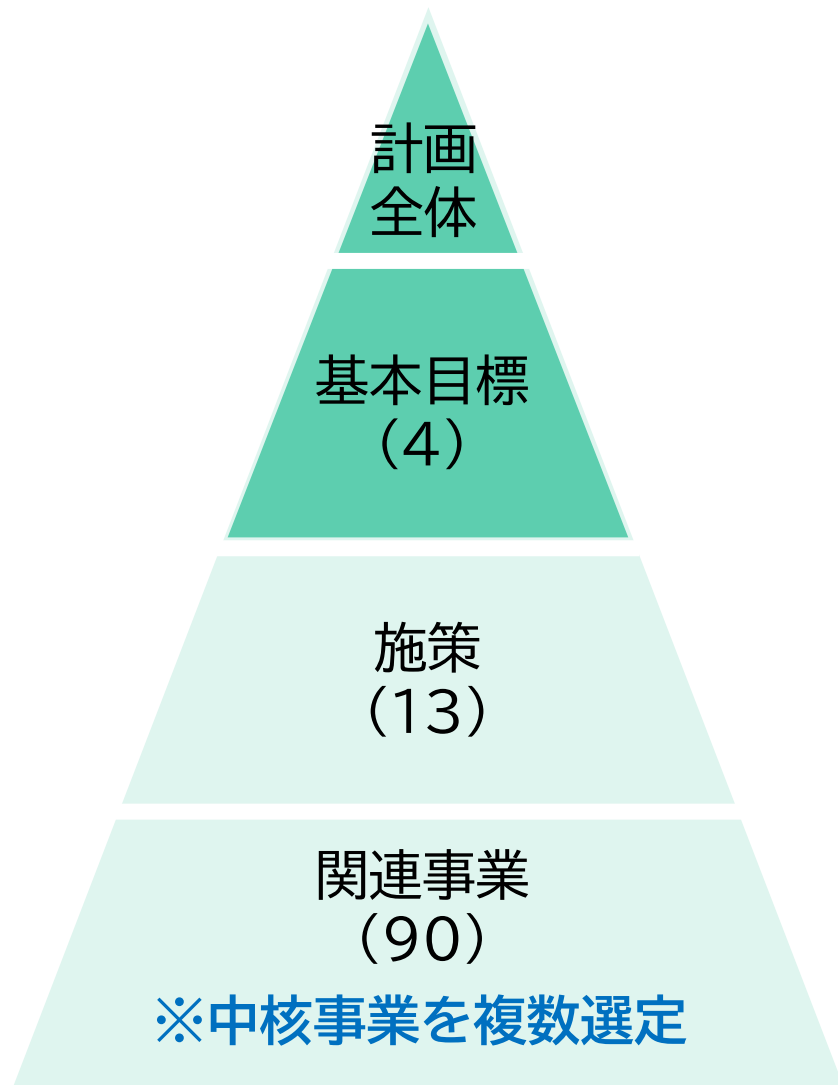 計画
全体
基本目標
（4）
施策
（13）
関連事業
（90）
※中核事業を複数選定